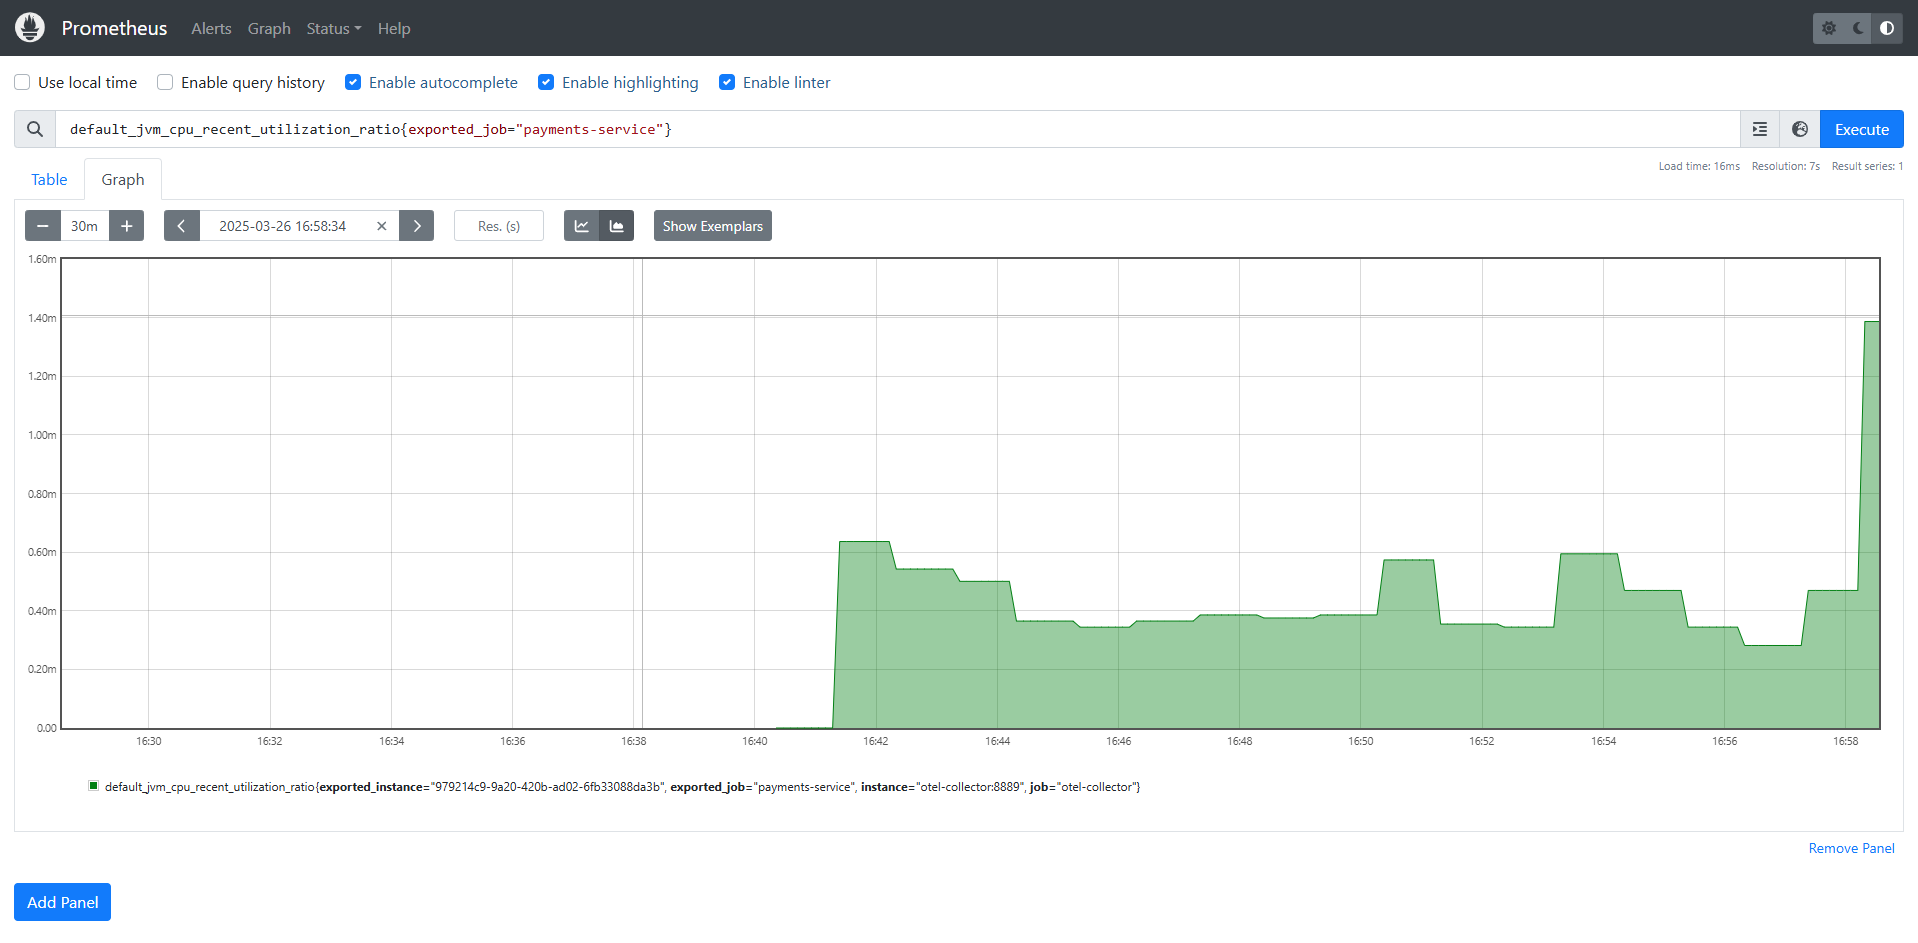 Prometheus Alerts Graph Status Help
Use local time Enable query history Enable autocomplete Enable highlighting Enable linter
default_jvm_cpu_recent_utilization_ratio{exported_job="payments-service"}
Execute
Load time: 16ms Resolution: 7s Result series: 1
Table Graph
− 30m + 2025-03-26 16:58:34 × Res. (s) Show Exemplars
1.60m
1.40m
1.20m
1.00m
0.80m
0.60m
0.40m
0.20m
0.00
16:30 16:32 16:34 16:36 16:38 16:40 16:42 16:44 16:46 16:48 16:50 16:52 16:54 16:56 16:58
default_jvm_cpu_recent_utilization_ratio{exported_instance="979214c9-9a20-420b-ad02-6fb33088da3b", exported_job="payments-service", instance="otel-collector:8889", job="otel-collector"}
Remove Panel
Add Panel